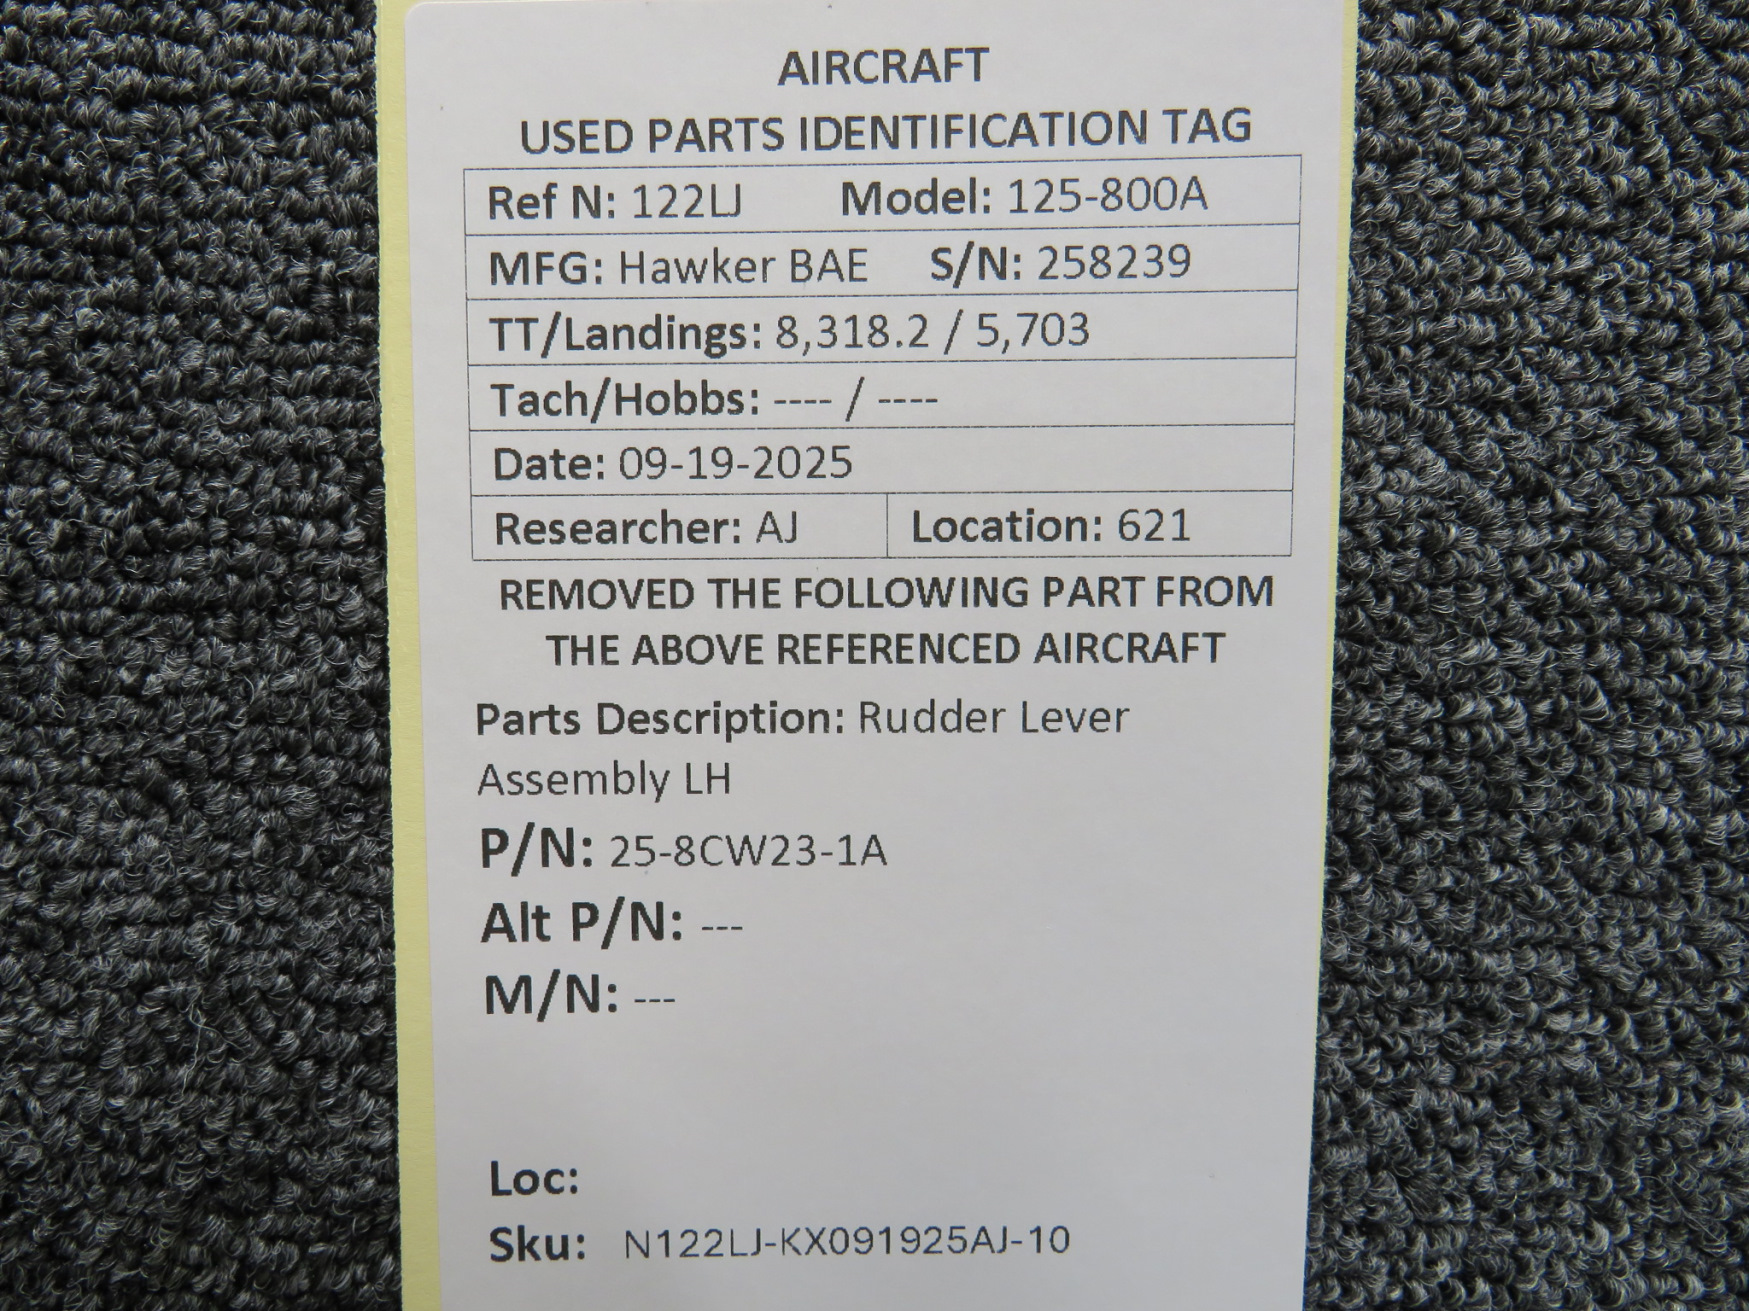 AIRCRAFT
USED PARTS IDENTIFICATION TAG
Ref N: 122LJ Model: 125-800A
MFG: Hawker BAE S/N: 258239
TT/Landings: 8,318.2 / 5,703
Tach/Hobbs: ---- / ----
Date: 09-19-2025
Researcher: AJ Location: 621
REMOVED THE FOLLOWING PART FROM
THE ABOVE REFERENCED AIRCRAFT
Parts Description: Rudder Lever
Assembly LH
P/N: 25-8CW23-1A
Alt P/N: ---
M/N: ---
Loc:
Sku: N122LJ-KX091925AJ-10